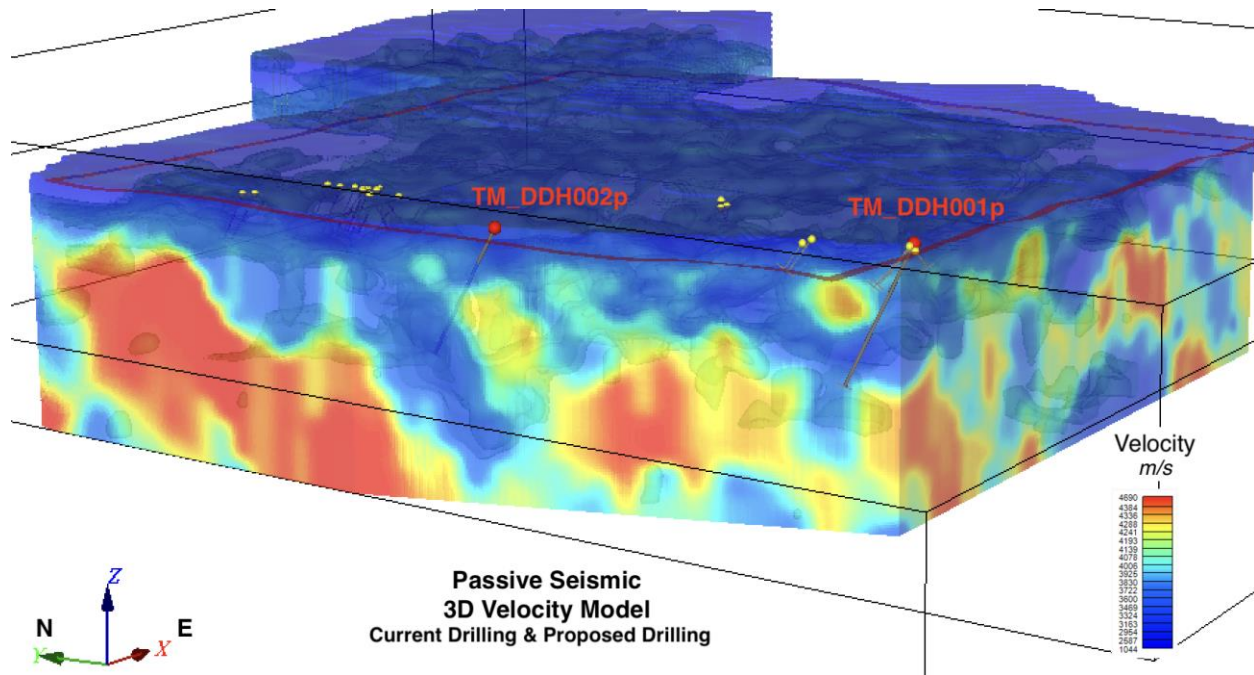 TM_DDH002p
TM_DDH001p
Velocity
m/s
4690
4384
4336
4288
4241
4193
4139
4078
4006
3925
3830
3722
3600
3469
3324
3163
2954
2587
1044
Passive Seismic
3D Velocity Model
Current Drilling & Proposed Drilling
Z
N
E
Y
X